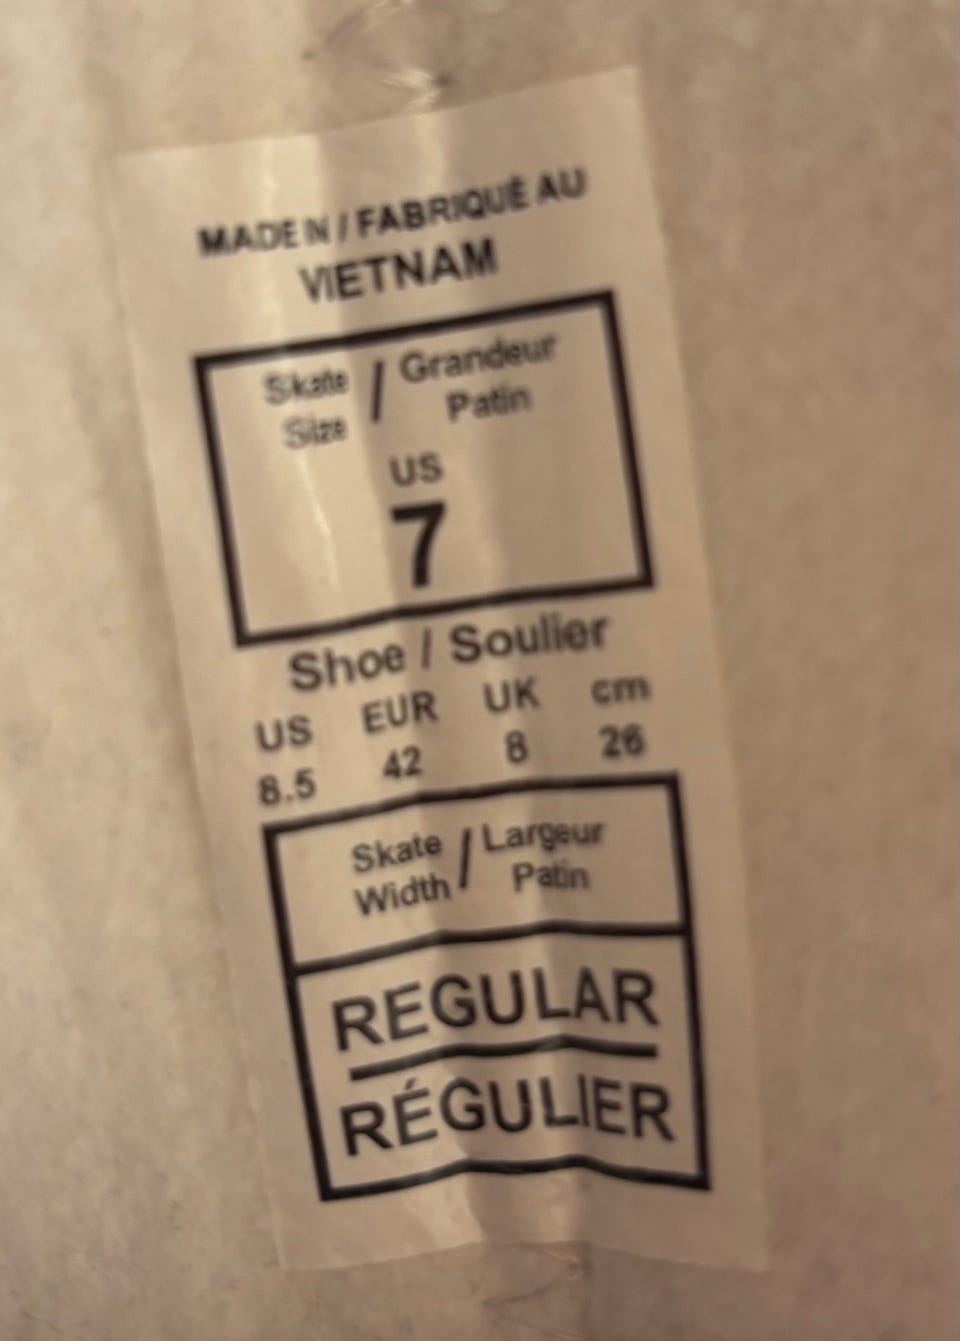 MADE IN / FABRIQUÉ AU
VIETNAM
Skate Size / Grandeur Patin
US
7
Shoe / Soulier
US EUR UK cm
8.5 42 8 26
Skate Width / Largeur Patin
REGULAR
RÉGULIER